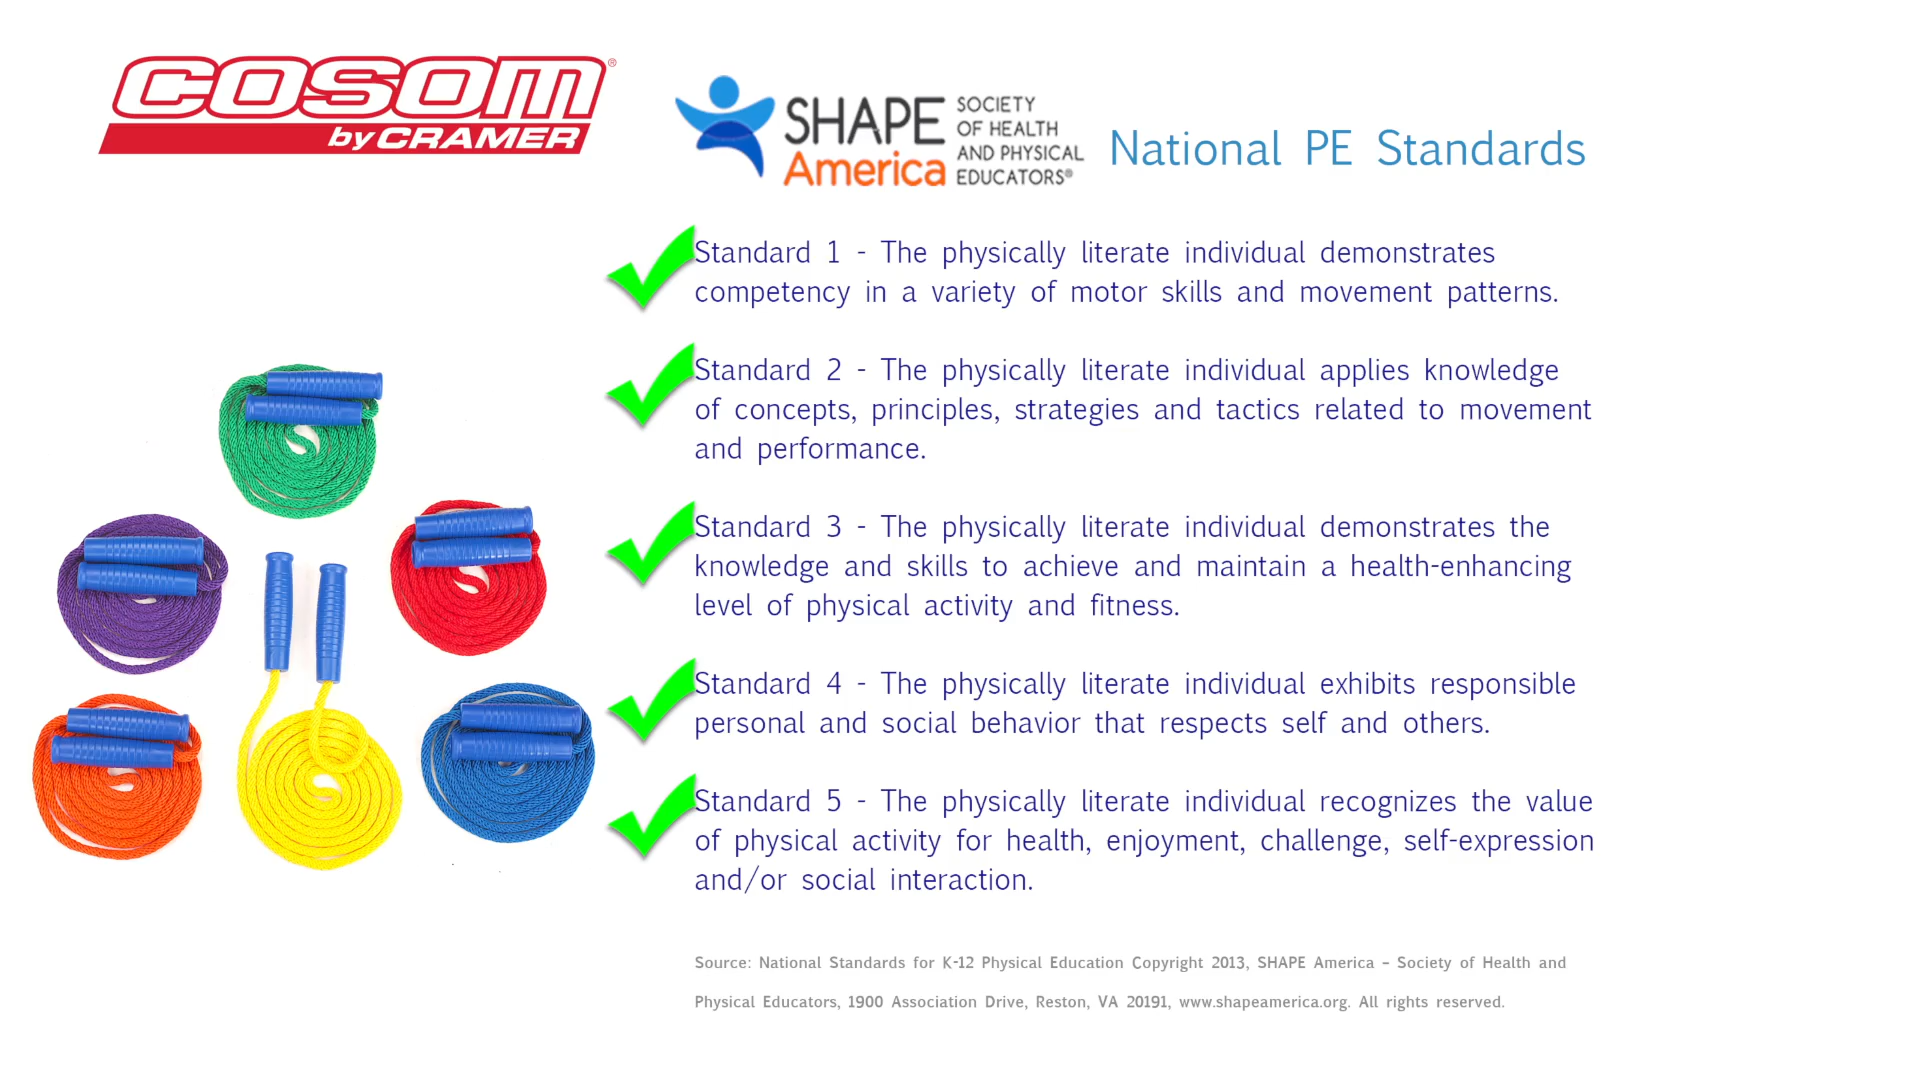 COSOM®
by CRAMER
SHAPE
America
SOCIETY
OF HEALTH
AND PHYSICAL
EDUCATORS®
National PE Standards
Standard 1 - The physically literate individual demonstrates
competency in a variety of motor skills and movement patterns.
Standard 2 - The physically literate individual applies knowledge
of concepts, principles, strategies and tactics related to movement
and performance.
Standard 3 - The physically literate individual demonstrates the
knowledge and skills to achieve and maintain a health-enhancing
level of physical activity and fitness.
Standard 4 - The physically literate individual exhibits responsible
personal and social behavior that respects self and others.
Standard 5 - The physically literate individual recognizes the value
of physical activity for health, enjoyment, challenge, self-expression
and/or social interaction.
Source: National Standards for K-12 Physical Education Copyright 2013, SHAPE America – Society of Health and
Physical Educators, 1900 Association Drive, Reston, VA 20191, www.shapeamerica.org. All rights reserved.